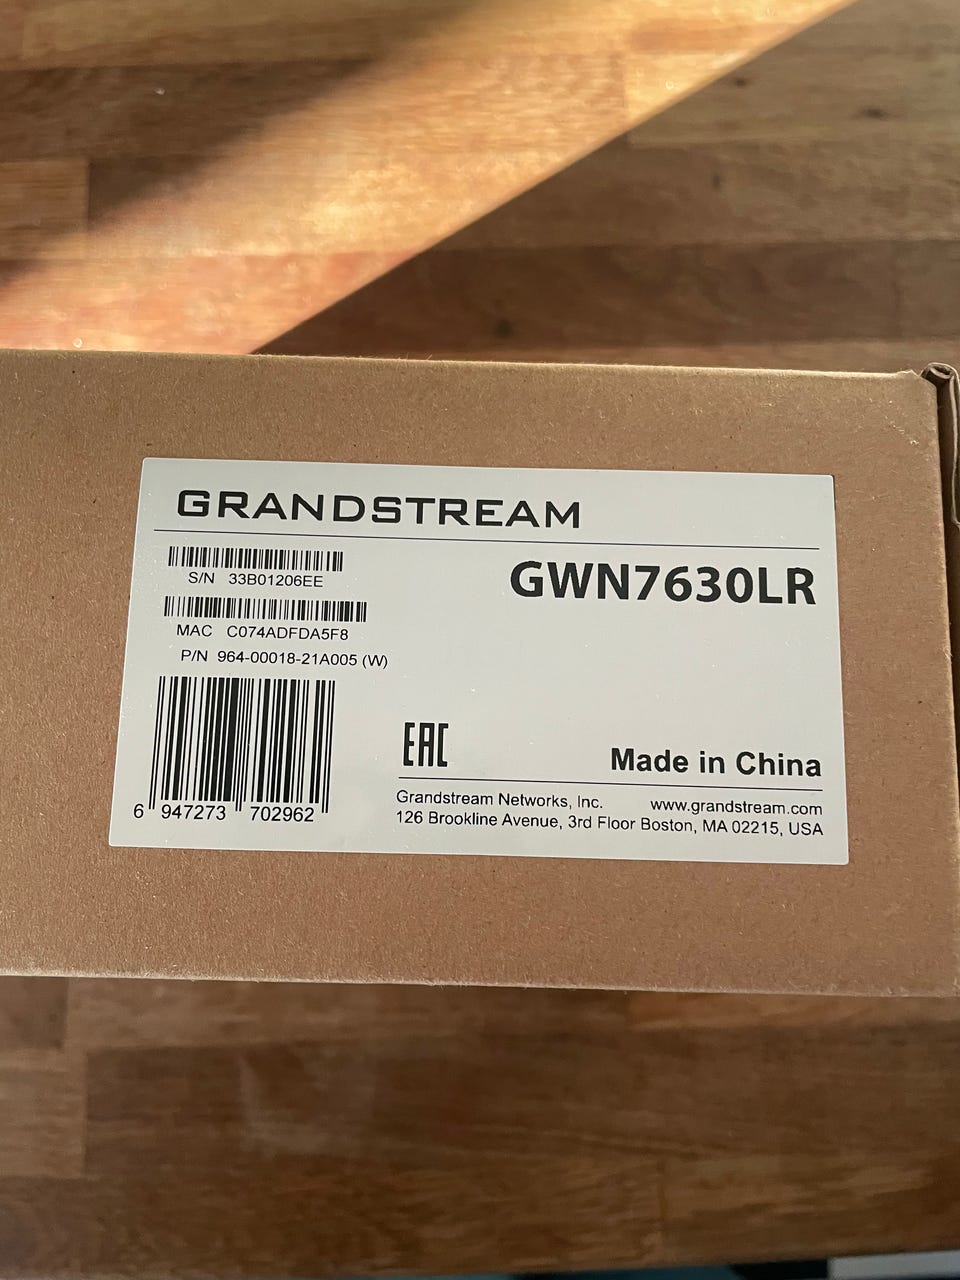 GRANDSTREAM
S/N 33B01206EE
GWN7630LR
MAC C074ADFDA5F8
P/N 964-00018-21A005 (W)
EAC
Made in China
6 947273 702962
Grandstream Networks, Inc. www.grandstream.com
126 Brookline Avenue, 3rd Floor Boston, MA 02215, USA